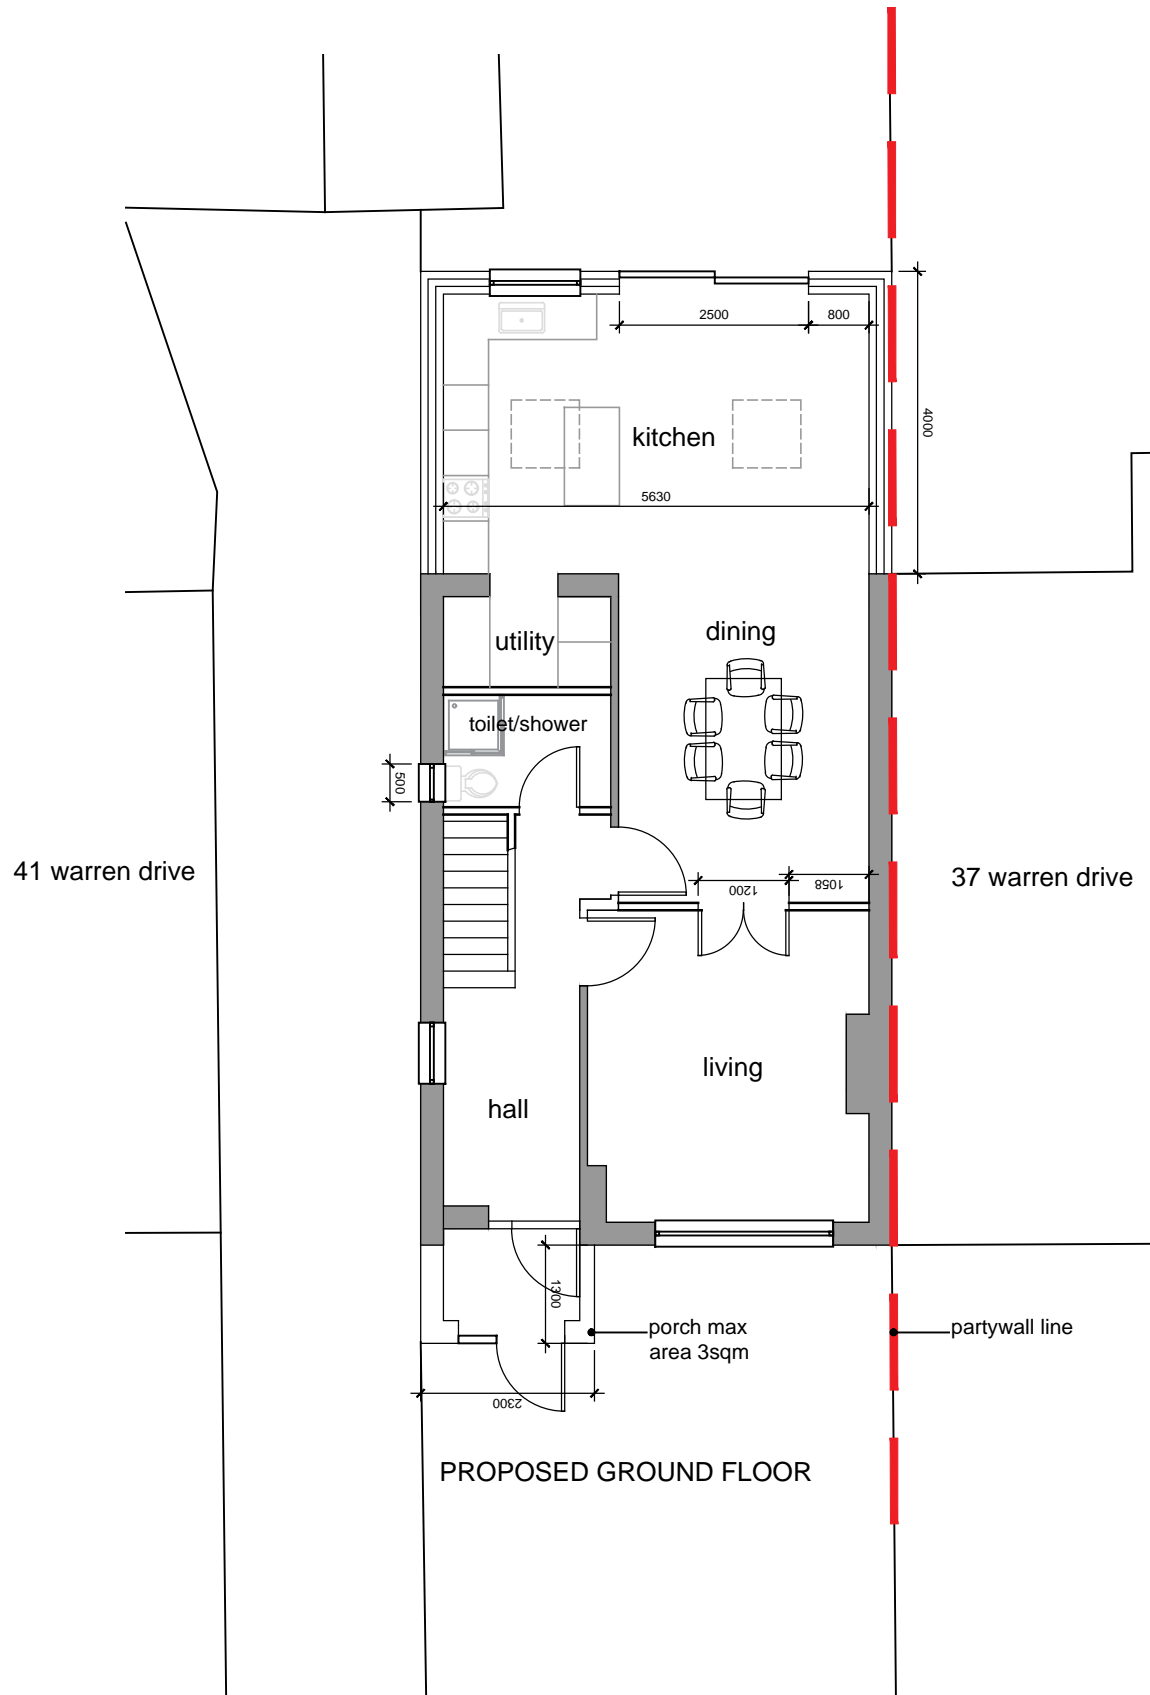 2500
800
4000
kitchen
5630
dining
utility
toilet/shower
500
41 warren drive
37 warren drive
1200
1058
living
hall
1300
porch max
area 3sqm
partywall line
2300
PROPOSED GROUND FLOOR